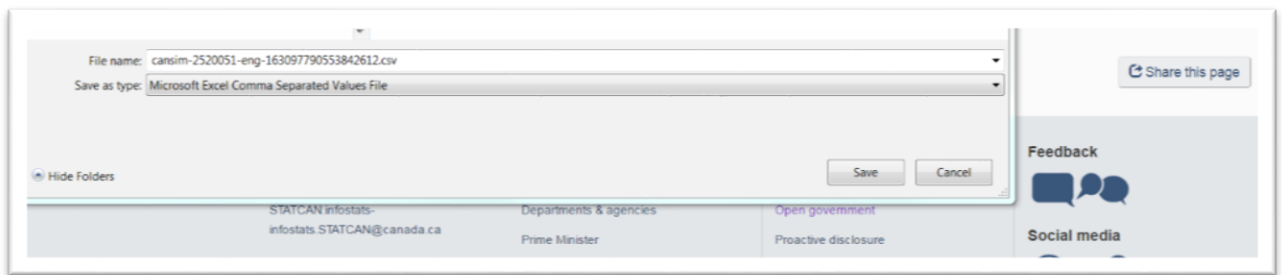 File name: cansim-2520051-eng-163097790553842612.csv
Save as type: Microsoft Excel Comma Separated Values File
Share this page
Hide Folders
Save Cancel
Feedback
STATCAN infostats-
infostats.STATCAN@canada.ca
Departments & agencies
Prime Minister
Open government
Proactive disclosure
Social media